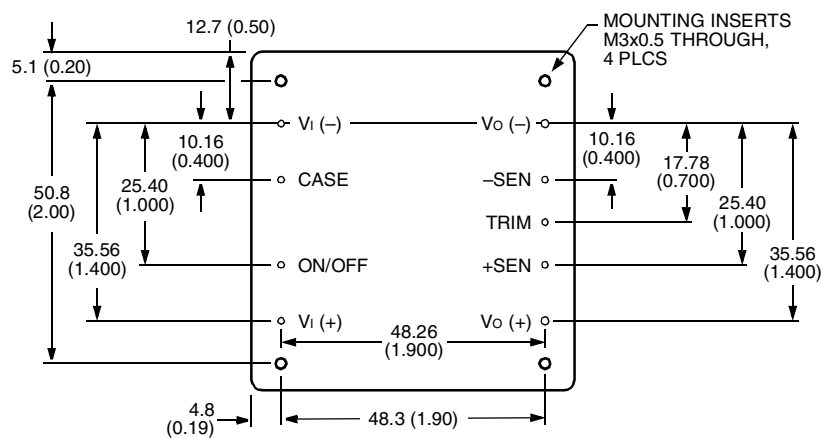 12.7 (0.50)
5.1 (0.20)
MOUNTING INSERTS
M3x0.5 THROUGH,
4 PLCS
VI (–)
VO (–)
10.16
(0.400)
10.16
(0.400)
17.78
(0.700)
CASE
–SEN
25.40
(1.000)
50.8
(2.00)
25.40
(1.000)
TRIM
35.56
(1.400)
35.56
(1.400)
ON/OFF
+SEN
VI (+)
VO (+)
48.26
(1.900)
4.8
(0.19)
48.3 (1.90)